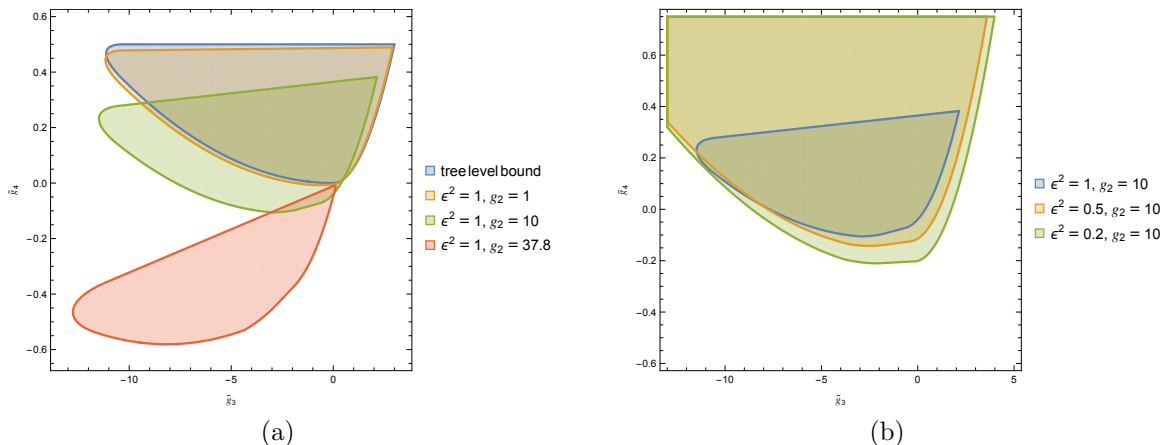 0.6
0.4
0.2
0.0
−0.2
−0.4
−0.6
g̃₄
−10
−5
0
g̃₃
tree level bound
ϵ² = 1, g₂ = 1
ϵ² = 1, g₂ = 10
ϵ² = 1, g₂ = 37.8
(a)
0.6
0.4
0.2
0.0
−0.2
−0.4
−0.6
g̃₄
−10
−5
0
5
g̃₃
ϵ² = 1, g₂ = 10
ϵ² = 0.5, g₂ = 10
ϵ² = 0.2, g₂ = 10
(b)